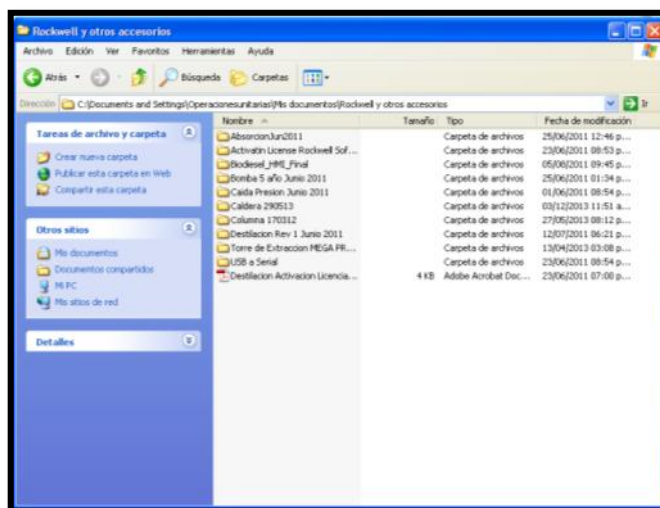 Rockwell y otros accesorios
Archivo Edición Ver Favoritos Herramientas Ayuda
Atrás Búsqueda Carpetas
Dirección C:\Documents and Settings\Operacionesunitarias\Mis documentos\Rockwell y otros accesorios Ir
Tareas de archivo y carpeta
Crear nueva carpeta
Publicar esta carpeta en Web
Compartir esta carpeta
Otros sitios
Mis documentos
Documentos compartidos
Mi PC
Mis sitios de red
Detalles
Nombre Tamaño Tipo Fecha de modificación
AbsorcionJun2011 Carpeta de archivos 25/06/2011 12:46 p...
Activatin License Rockwell Sof... Carpeta de archivos 23/06/2011 08:53 p...
Biodiesel_HMI_Final Carpeta de archivos 05/08/2011 09:45 p...
Bomba 5 año Junio 2011 Carpeta de archivos 25/06/2011 01:34 p...
Caida Presion Junio 2011 Carpeta de archivos 01/06/2011 08:54 p...
Caldera 290513 Carpeta de archivos 03/12/2013 11:51 a...
Columna 170312 Carpeta de archivos 27/05/2013 08:12 p...
Destilacion Rev 1 Junio 2011 Carpeta de archivos 12/07/2011 06:21 p...
Torre de Extraccion MEGA PR... Carpeta de archivos 13/04/2013 03:08 p...
USB a Serial Carpeta de archivos 23/06/2011 08:54 p...
Destilacion Activacion Licencia... 4 KB Adobe Acrobat Doc... 23/06/2011 07:00 p...